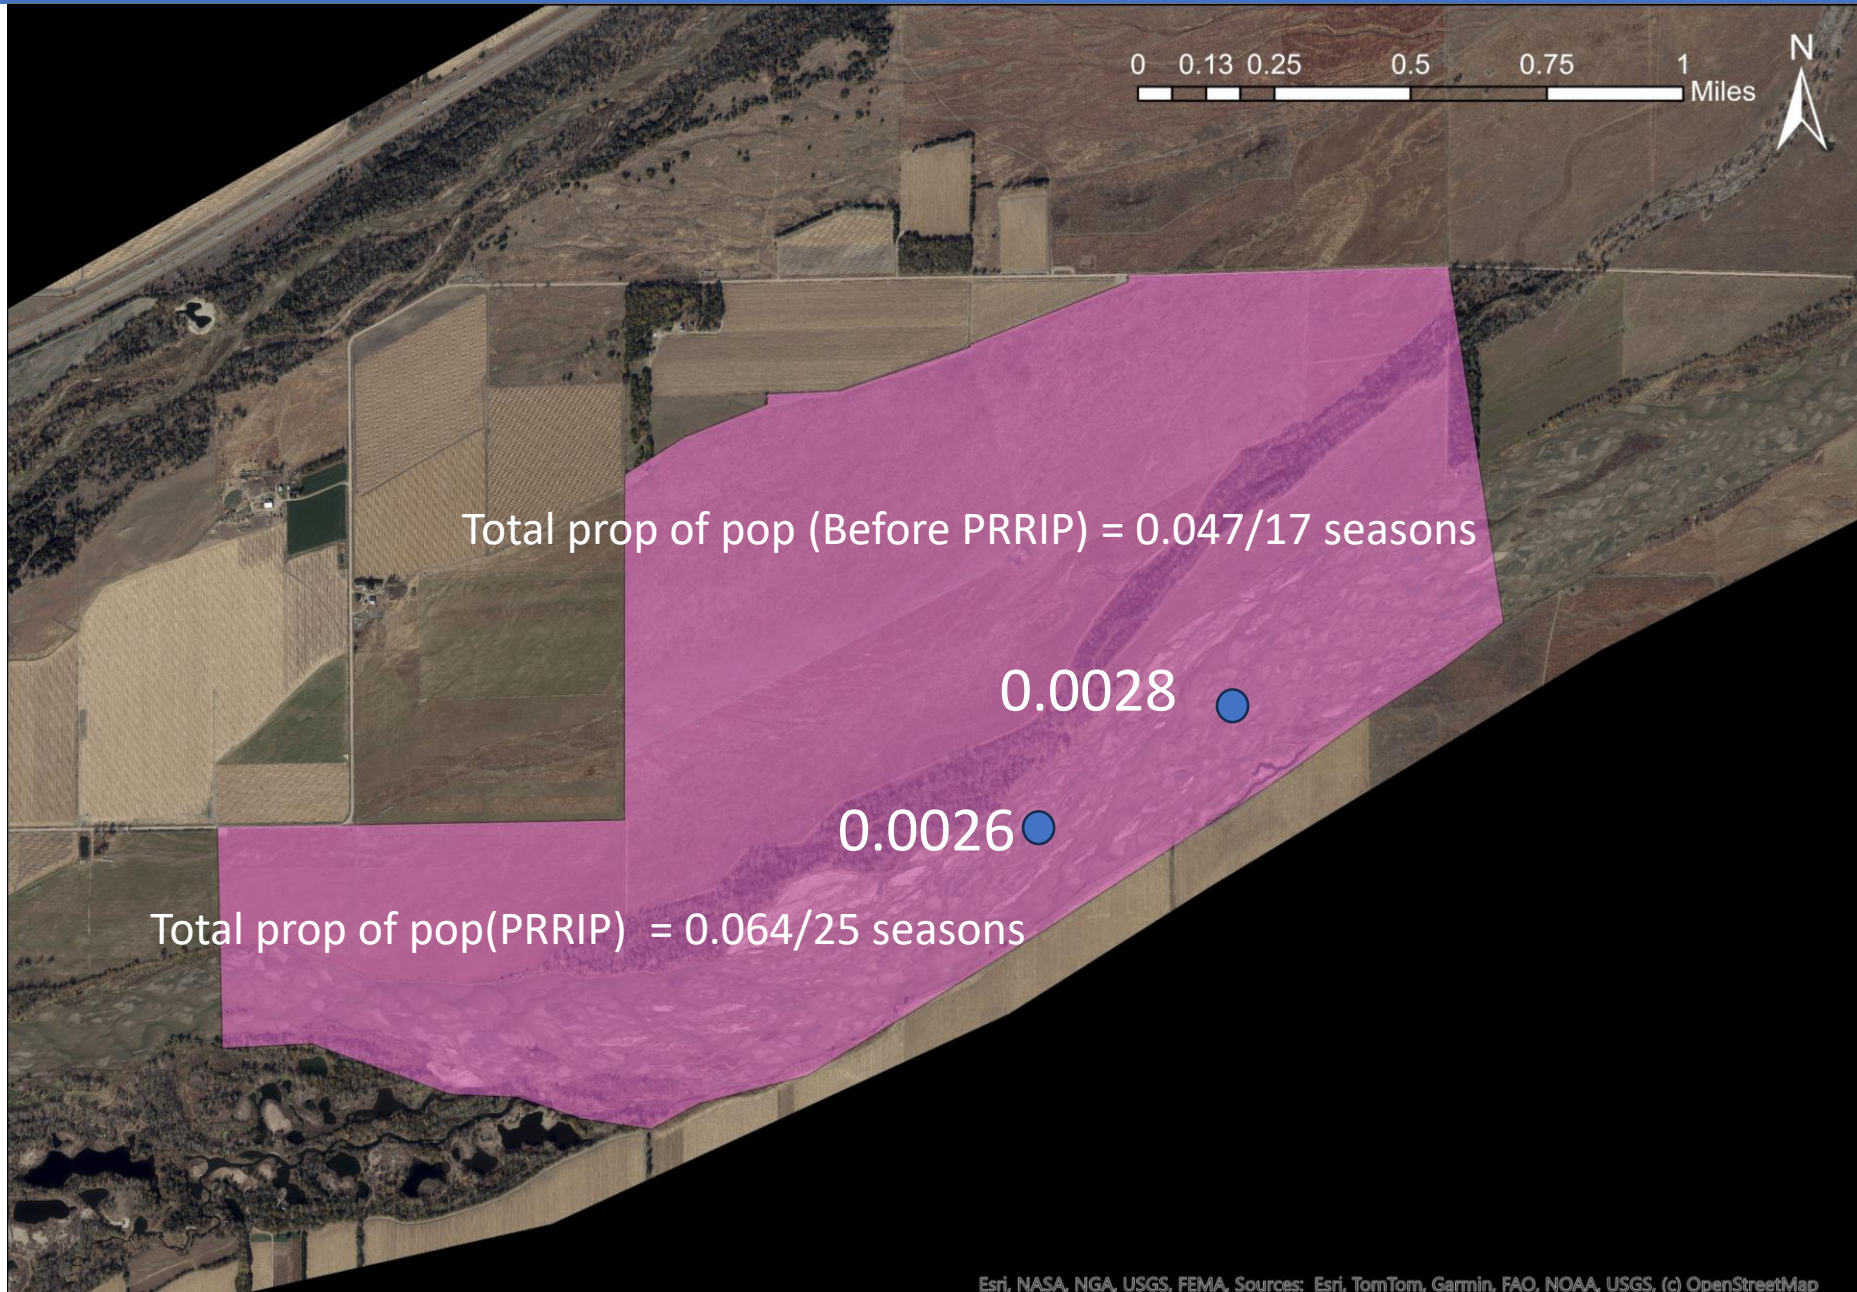 0 0.13 0.25 0.5 0.75 1
Miles
N
Total prop of pop (Before PRRIP) = 0.047/17 seasons
0.0028
0.0026
Total prop of pop(PRRIP)  = 0.064/25 seasons
Esri, NASA, NGA, USGS, FEMA, Sources: Esri, TomTom, Garmin, FAO, NOAA, USGS, (c) OpenStreetMap